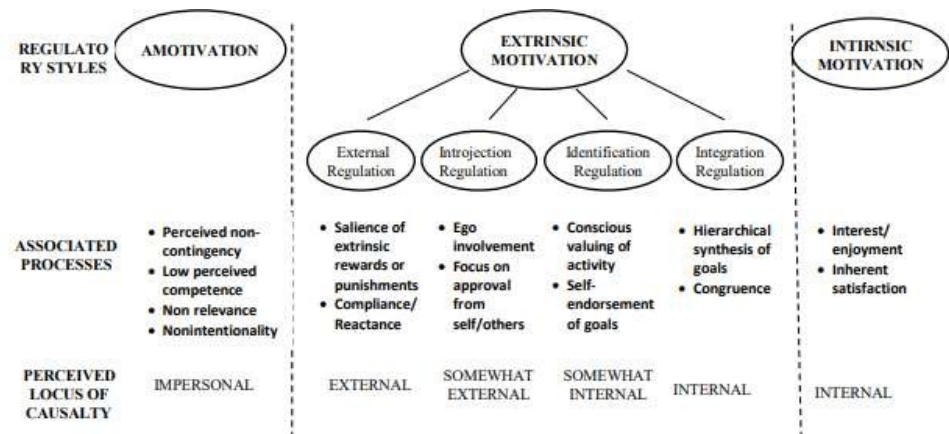 REGULATO
RY STYLES
AMOTIVATION
EXTRINSIC
MOTIVATION
INTIRNSIC
MOTIVATION
External
Regulation
Introjection
Regulation
Identification
Regulation
Integration
Regulation
ASSOCIATED
PROCESSES
• Perceived non-
contingency
• Low perceived
competence
• Non relevance
• Nonintentionality
• Salience of
extrinsic
rewards or
punishments
• Compliance/
Reactance
• Ego
involvement
• Focus on
approval
from
self/others
• Conscious
valuing of
activity
• Self-
endorsement
of goals
• Hierarchical
synthesis of
goals
• Congruence
• Interest/
enjoyment
• Inherent
satisfaction
PERCEIVED
LOCUS OF
CAUSALTY
IMPERSONAL
EXTERNAL
SOMEWHAT
EXTERNAL
SOMEWHAT
INTERNAL
INTERNAL
INTERNAL